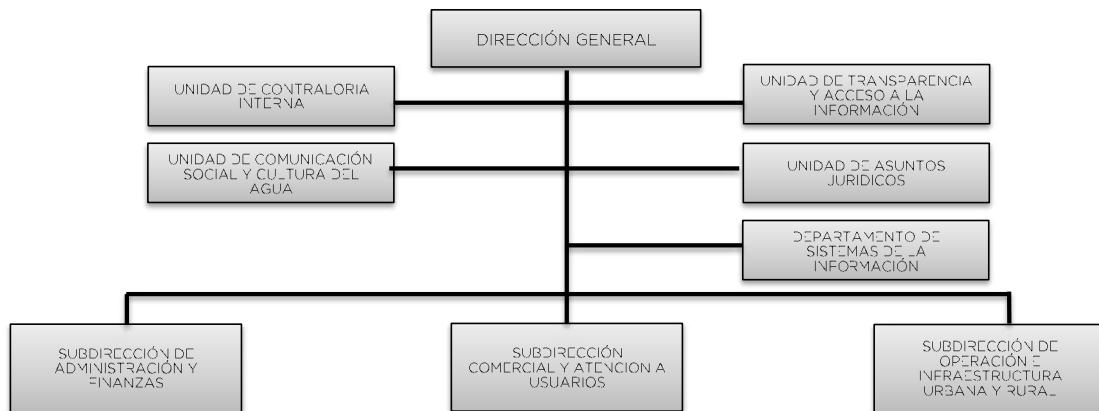 DIRECCIÓN GENERAL
UNIDAD DE CONTRALORIA
INTERNA
UNIDAD DE TRANSPARENCIA
Y ACCESO A LA
INFORMACIÓN
UNIDAD DE COMUNICACIÓN
SOCIAL Y CULTURA DEL
AGUA
UNIDAD DE ASUNTOS
JURIDICOS
DEPARTAMENTO DE
SISTEMAS DE LA
INFORMACIÓN
SUBDIRECCIÓN DE
ADMINISTRACIÓN Y
FINANZAS
SUBDIRECCIÓN
COMERCIAL Y ATENCION A
USUARIOS
SUBDIRECCIÓN DE
OPERACIÓN E
INFRAESTRUCTURA
URBANA Y RURAL